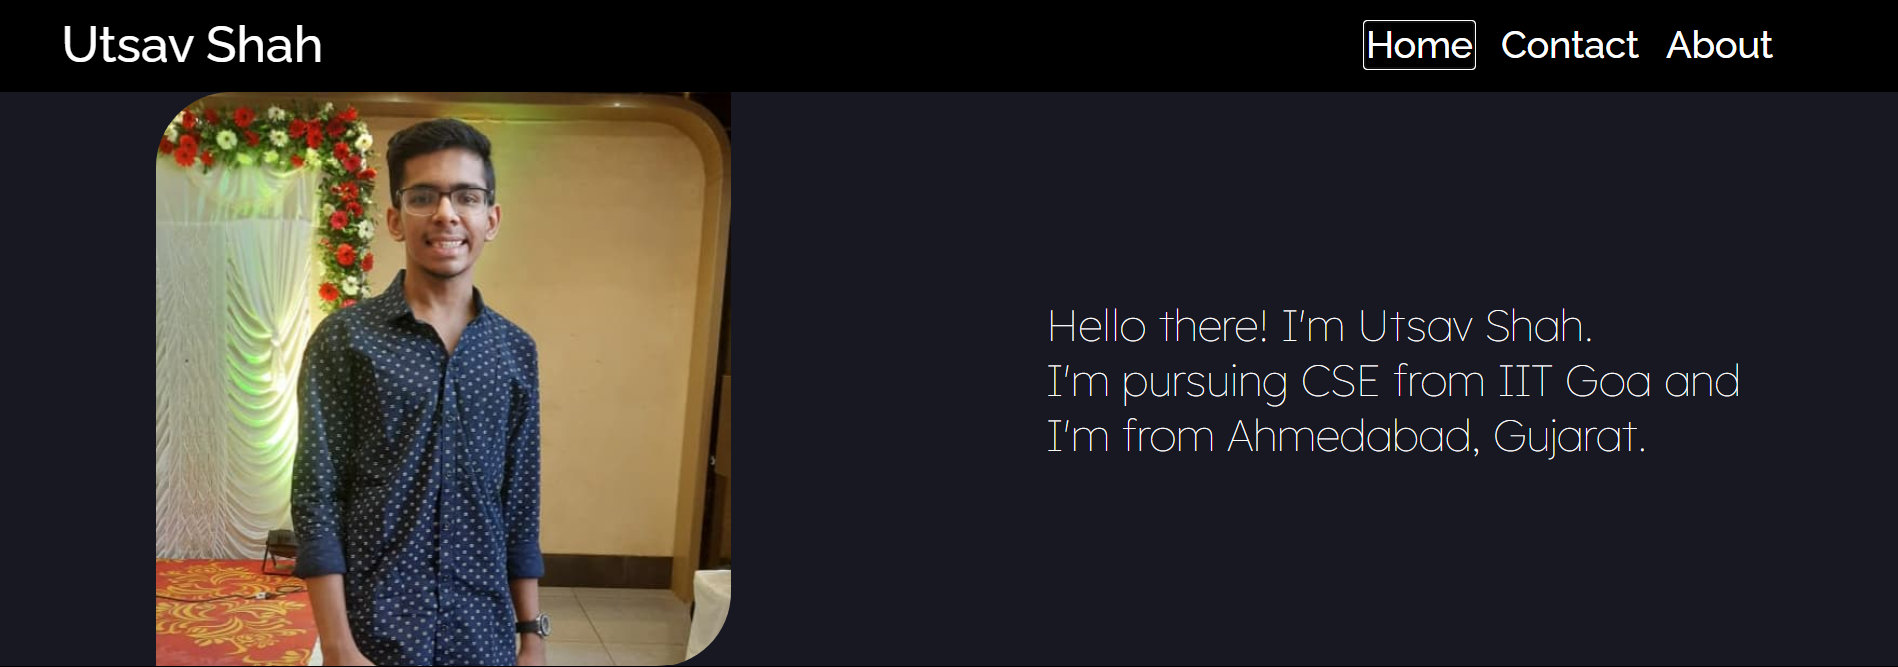 Utsav Shah
Home Contact About
Hello there! I'm Utsav Shah.
I'm pursuing CSE from IIT Goa and
I'm from Ahmedabad, Gujarat.